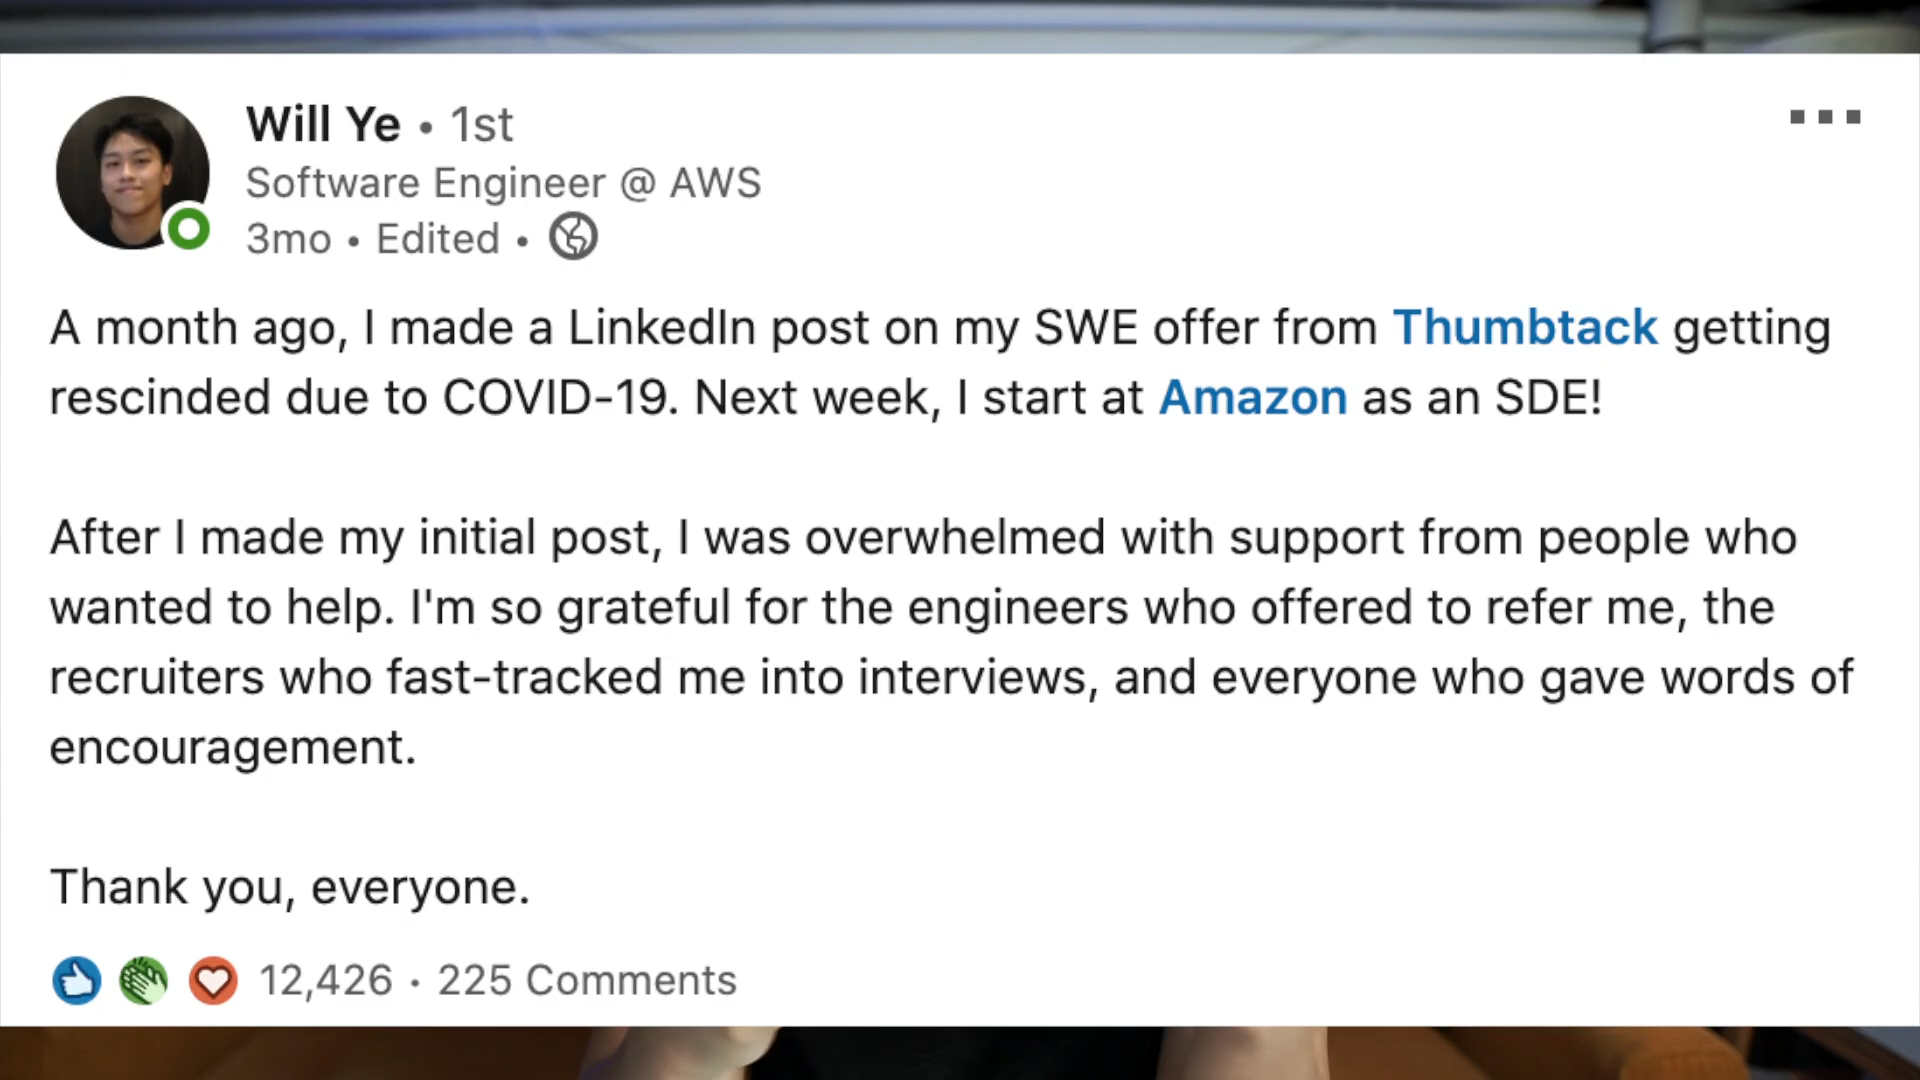 Will Ye • 1st
Software Engineer @ AWS
3mo • Edited •
A month ago, I made a LinkedIn post on my SWE offer from Thumbtack getting
rescinded due to COVID-19. Next week, I start at Amazon as an SDE!
After I made my initial post, I was overwhelmed with support from people who
wanted to help. I'm so grateful for the engineers who offered to refer me, the
recruiters who fast-tracked me into interviews, and everyone who gave words of
encouragement.
Thank you, everyone.
12,426 · 225 Comments